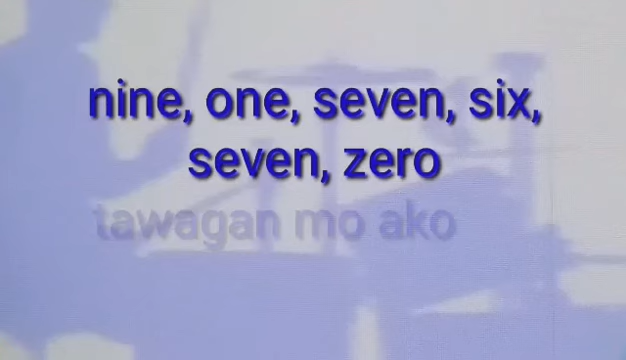 nine, one, seven, six,
seven, zero
tawagan mo ako